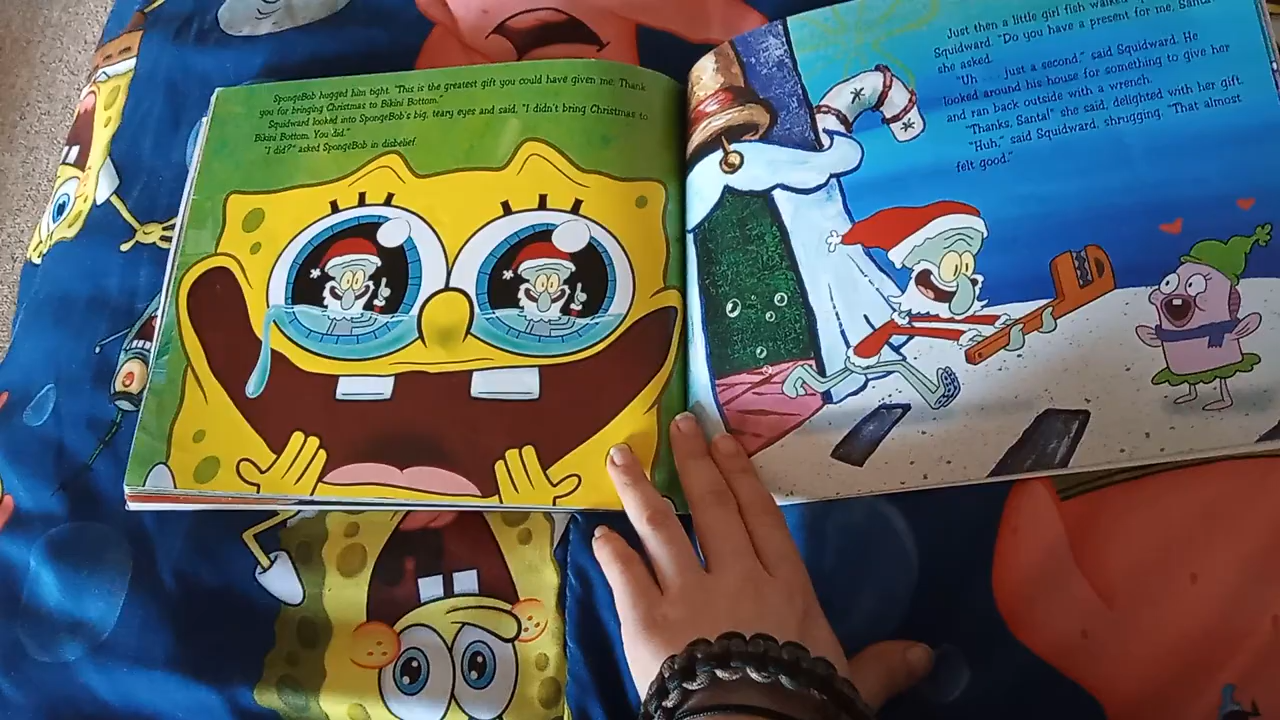 SpongeBob hugged him tight. "This is the greatest gift you could have given me. Thank
you for bringing Christmas to Bikini Bottom."
Squidward looked into SpongeBob's big, teary eyes and said, "I didn't bring Christmas to
Bikini Bottom. You did."
"I did?" asked SpongeBob in disbelief.
Just then a little girl fish walked
Squidward. "Do you have a present for me,
she asked.
"Uh . . . just a second," said Squidward. He
looked around his house for something to give her
and ran back outside with a wrench.
"Thanks, Santa!" she said, delighted with her gift.
"Huh," said Squidward, shrugging. "That almost
felt good."